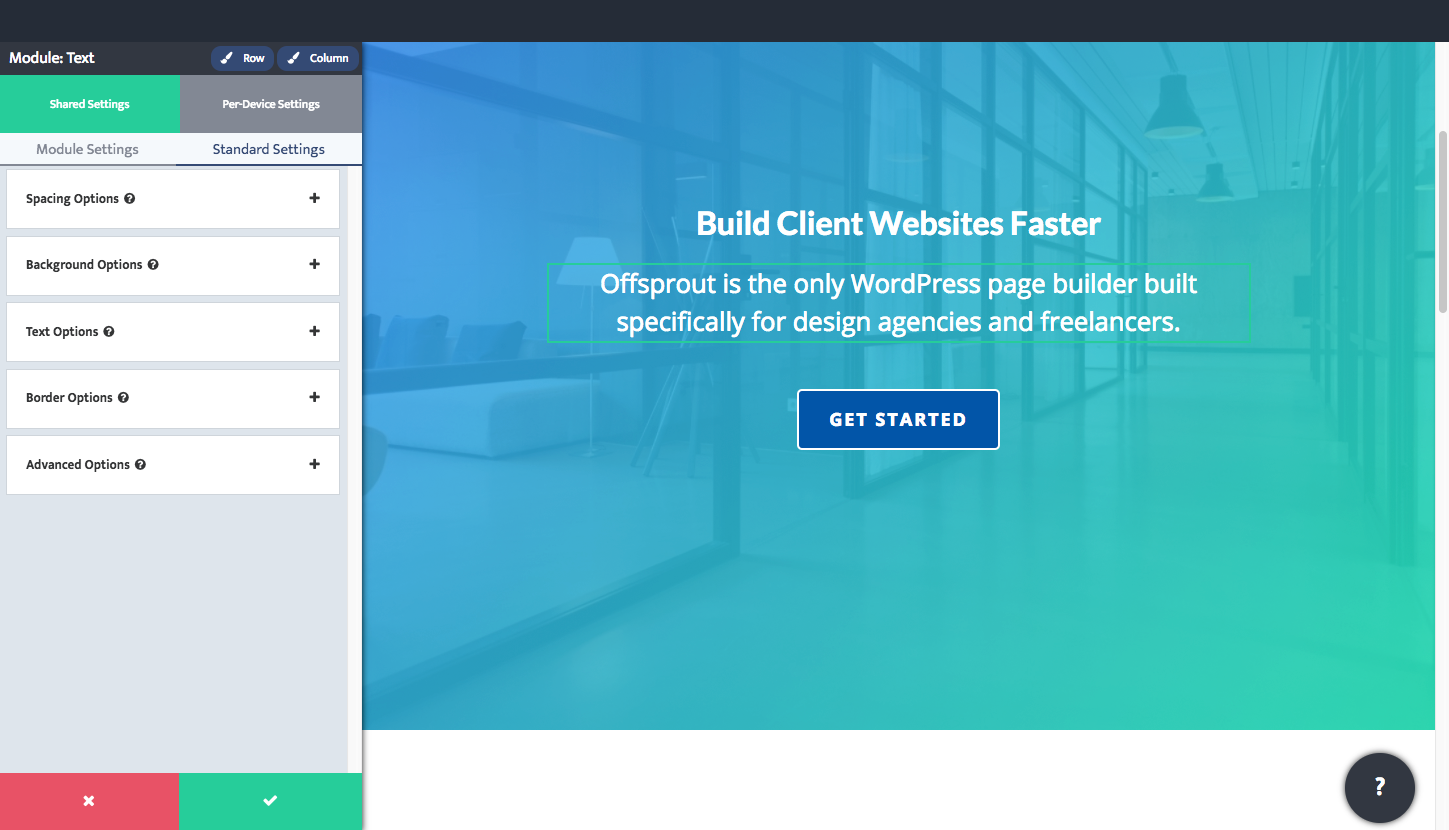 Module: Text
Row
Column
Shared Settings
Per-Device Settings
Module Settings
Standard Settings
Spacing Options ?
+
Background Options ?
+
Text Options ?
+
Border Options ?
+
Advanced Options ?
+
Build Client Websites Faster
Offsprout is the only WordPress page builder built
specifically for design agencies and freelancers.
GET STARTED
?